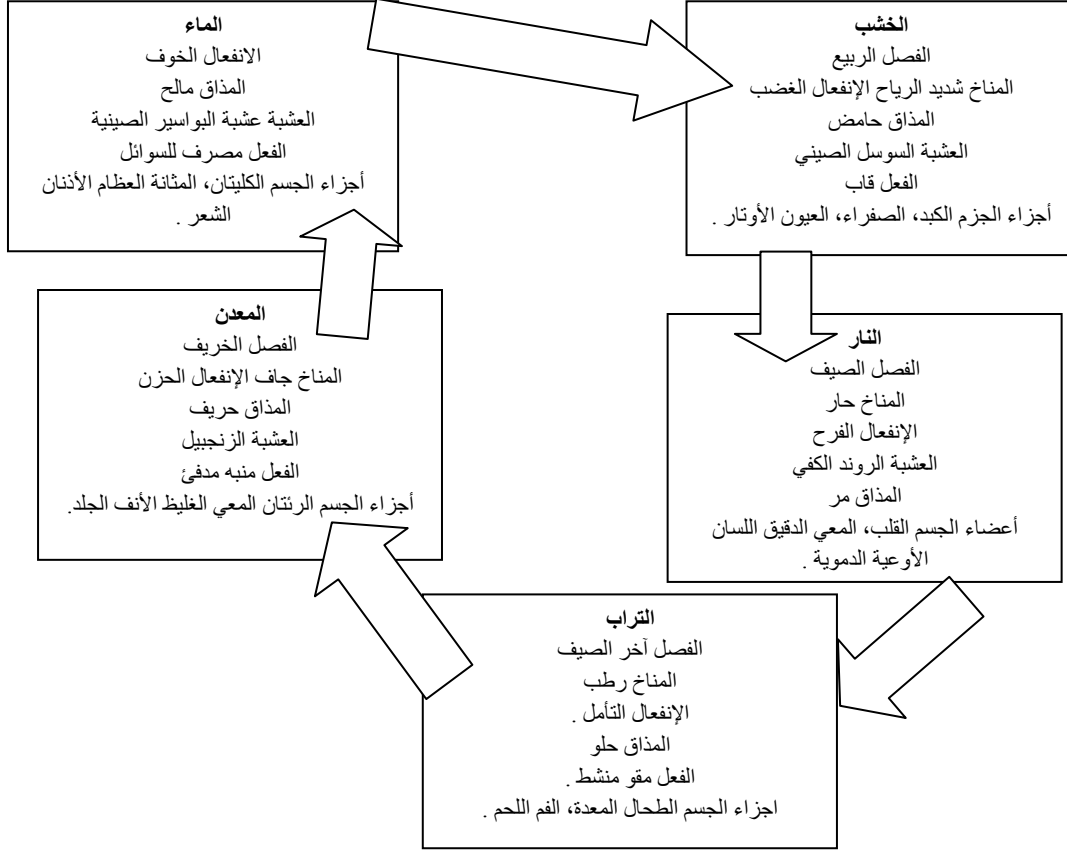 الماء
الانفعال الخوف
المذاق مالح
العشبة عشبة البواسير الصينية
الفعل مصرف للسوائل
أجزاء الجسم الكليتان، المثانة العظام الأذنان
الشعر .
الخشب
الفصل الربيع
المناخ شديد الرياح الإنفعال الغضب
المذاق حامض
العشبة السوسل الصيني
الفعل قاب
أجزاء الجزم الكبد، الصفراء، العيون الأوتار .
النار
الفصل الصيف
المناخ حار
الإنفعال الفرح
العشبة الروند الكفي
المذاق مر
أعضاء الجسم القلب، المعي الدقيق اللسان
الأوعية الدموية .
التراب
الفصل آخر الصيف
المناخ رطب
الإنفعال التأمل .
المذاق حلو
الفعل مقو منشط .
اجزاء الجسم الطحال المعدة، الفم اللحم .
المعدن
الفصل الخريف
المناخ جاف الإنفعال الحزن
المذاق حريف
العشبة الزنجبيل
الفعل منبه مدفئ
أجزاء الجسم الرئتان المعي الغليظ الأنف الجلد.